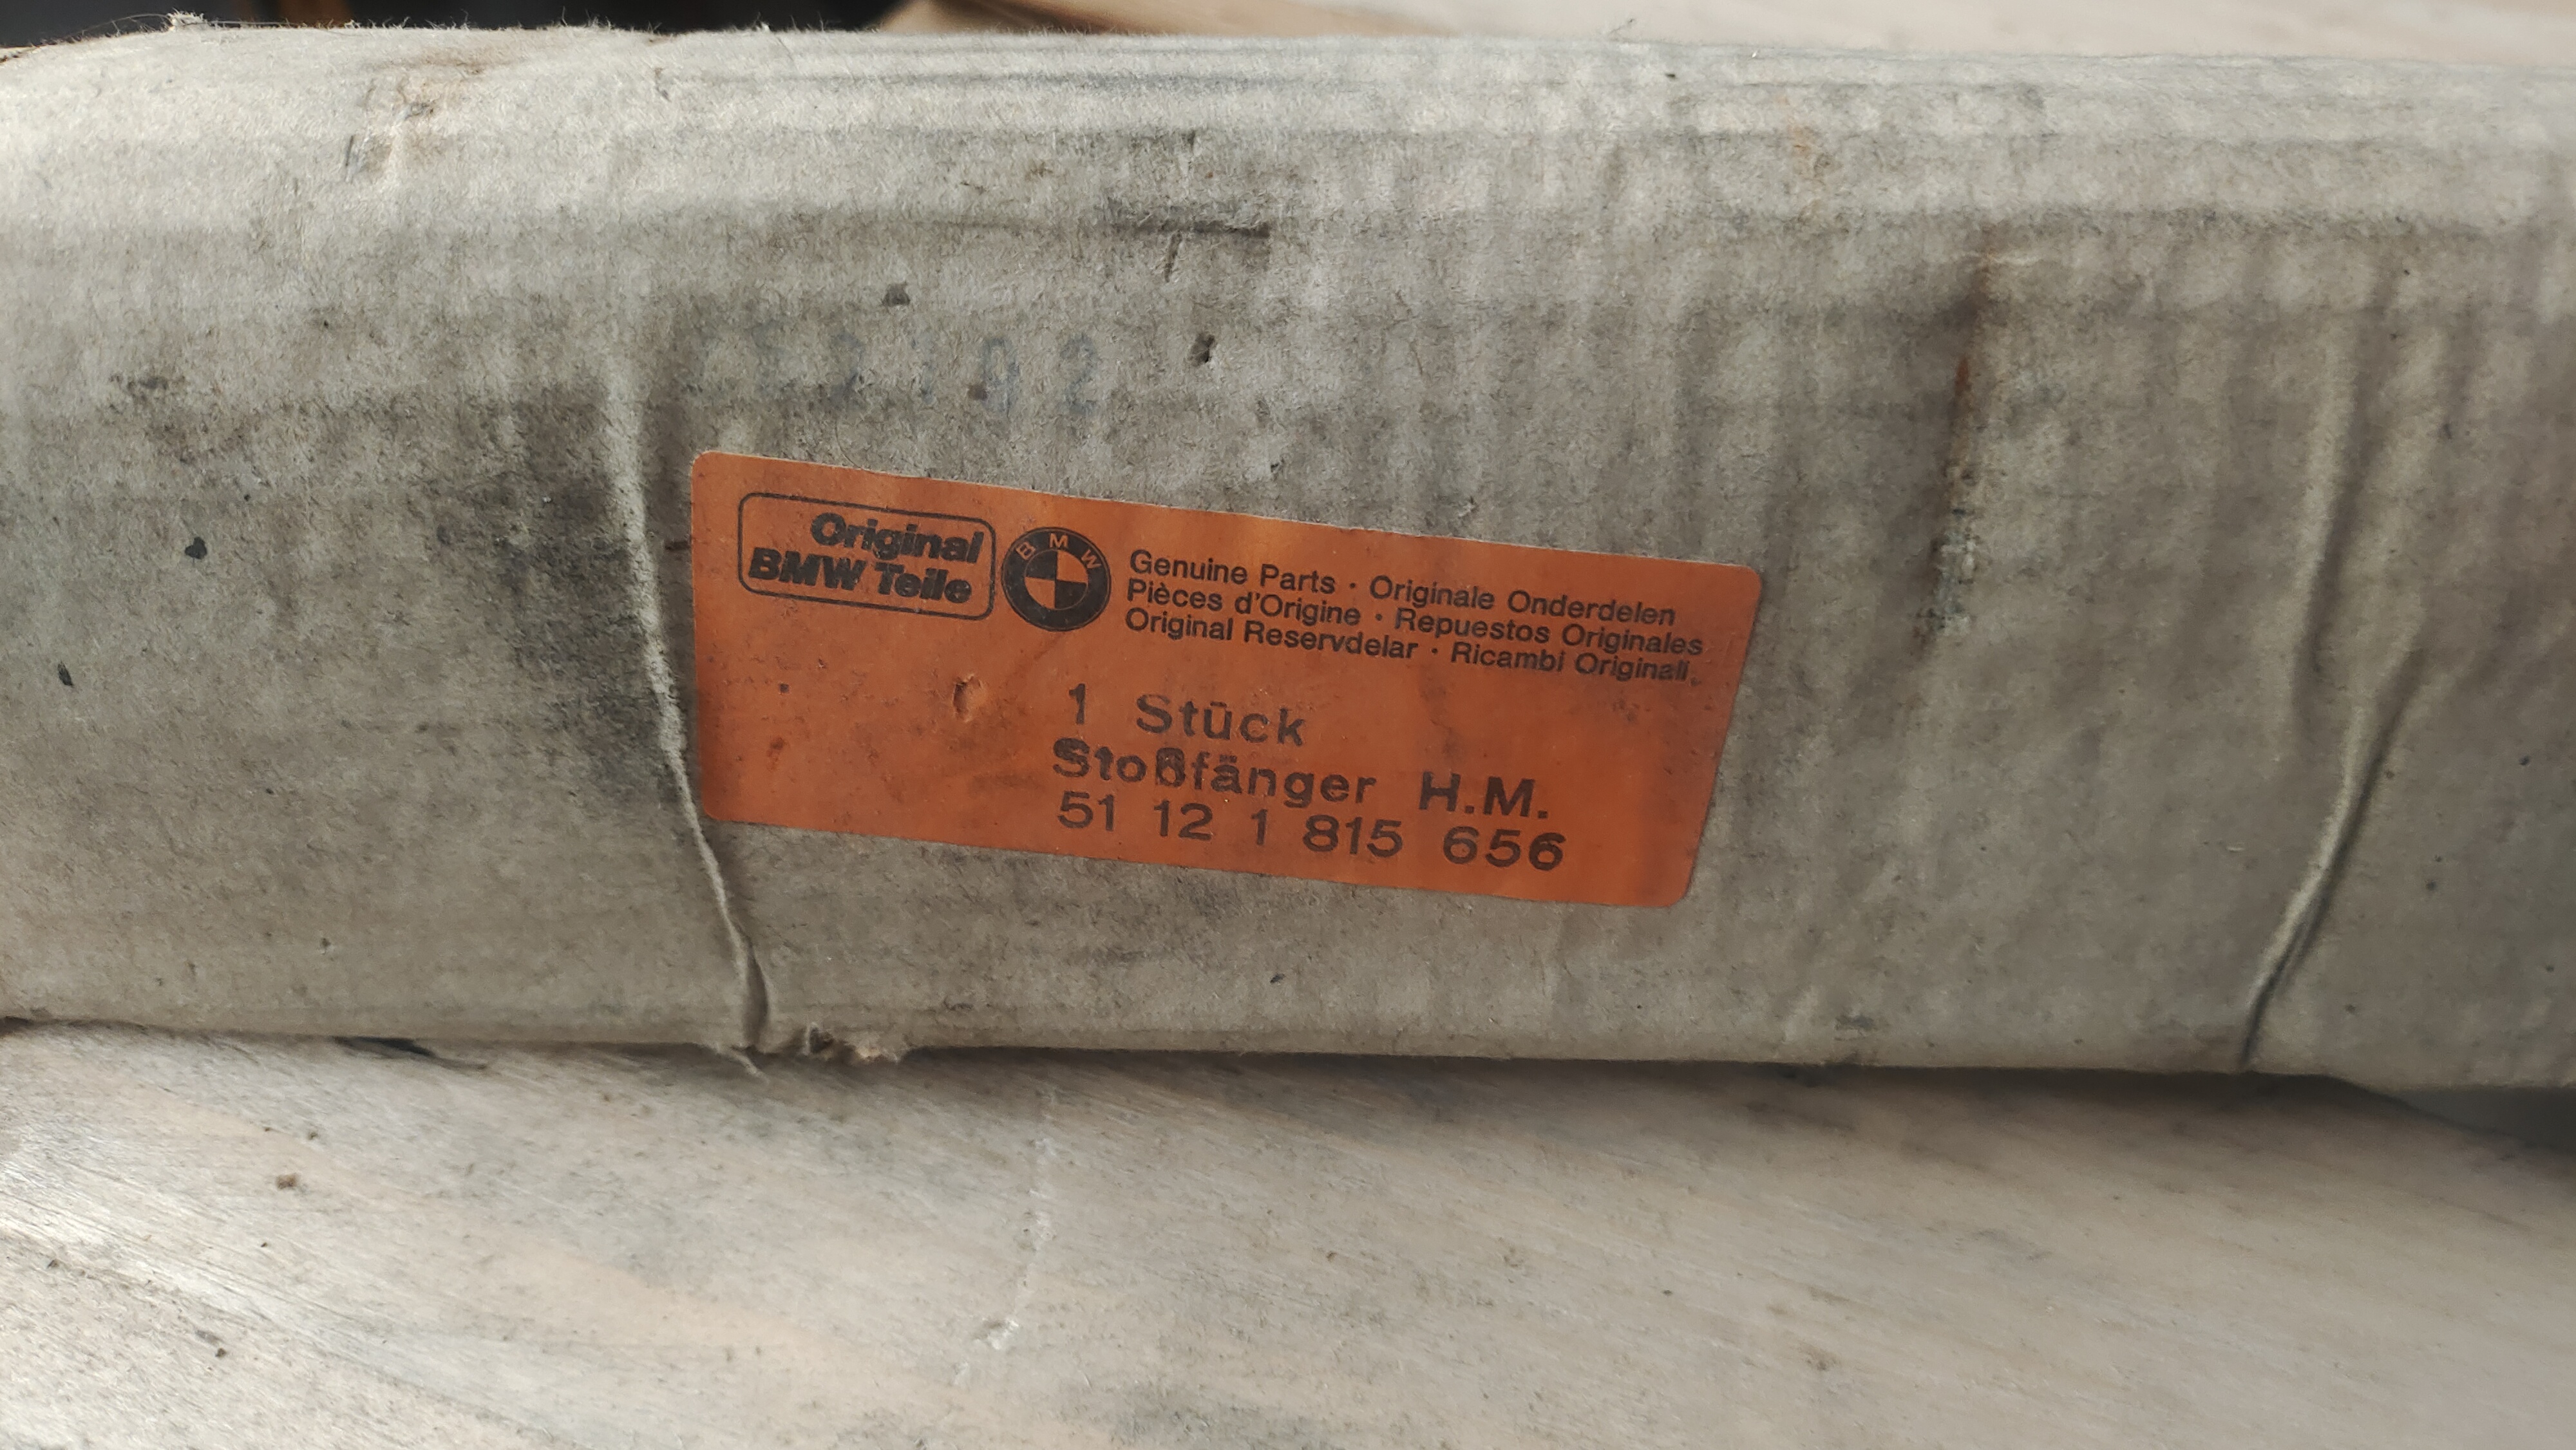 Original
BMW Teile
BMW
Genuine Parts · Originale Onderdelen
Pièces d'Origine · Repuestos Originales
Original Reservdelar · Ricambi Originali
1 Stück
Stoßfänger H.M.
51 12 1 815 656